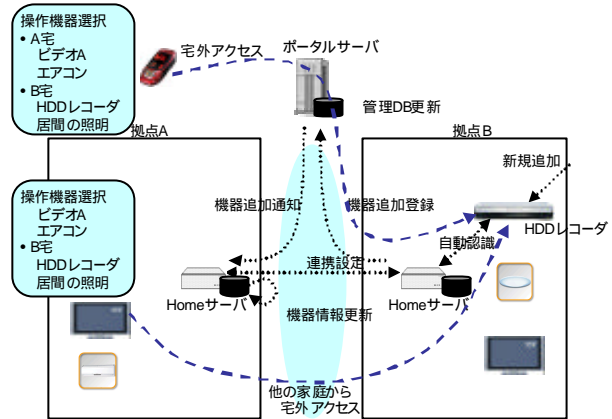 操作機器選択
• A宅
ビデオA
エアコン
• B宅
HDDレコーダ
居間の照明
宅外アクセス
ポータルサーバ
管理DB更新
拠点A
拠点B
新規追加
操作機器選択
ビデオA
エアコン
• B宅
HDDレコーダ
居間の照明
機器追加通知
機器追加登録
HDDレコーダ
自動認識
連携設定
Homeサーバ
Homeサーバ
機器情報更新
他の家庭から
宅外アクセス